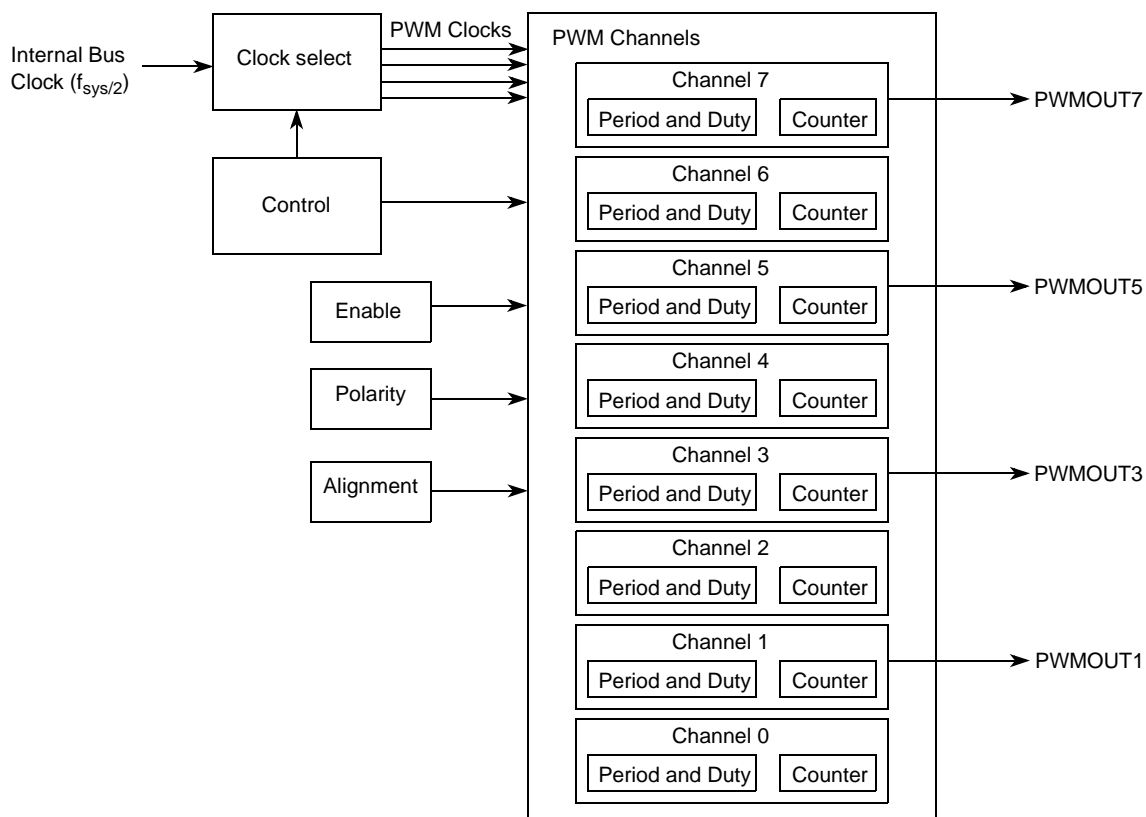 Internal Bus
Clock (fsys/2)
Clock select
PWM Clocks
Control
Enable
Polarity
Alignment
PWM Channels
Channel 7
Period and Duty
Counter
PWMOUT7
Channel 6
Period and Duty
Counter
Channel 5
Period and Duty
Counter
PWMOUT5
Channel 4
Period and Duty
Counter
Channel 3
Period and Duty
Counter
PWMOUT3
Channel 2
Period and Duty
Counter
Channel 1
Period and Duty
Counter
PWMOUT1
Channel 0
Period and Duty
Counter